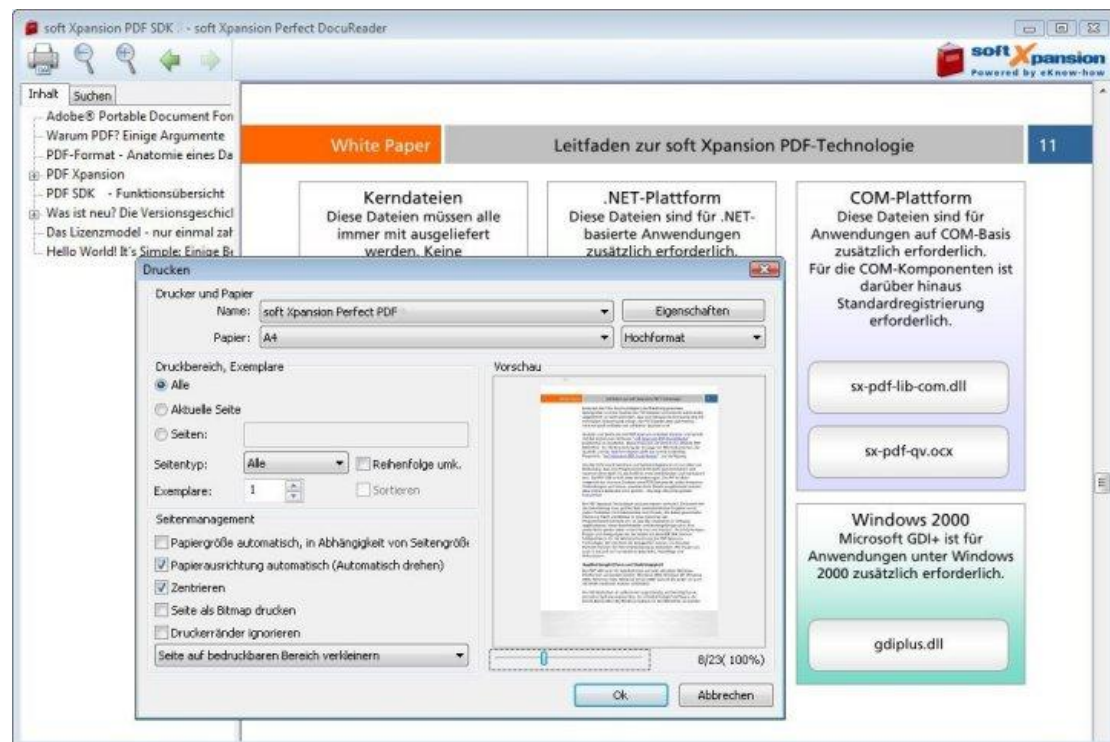 soft Xpansion PDF SDK - soft Xpansion Perfect DocuReader
soft Xpansion
Powered by eKnow-how
Inhalt Suchen
Adobe® Portable Document Fon
Warum PDF? Einige Argumente
PDF-Format - Anatomie eines Da
PDF Xpansion
PDF SDK - Funktionsübersicht
Was ist neu? Die Versionsgeschicl
Das Lizenzmodel - nur einmal zah
Hello World! It's Simple: Einige Be
White Paper Leitfaden zur soft Xpansion PDF-Technologie 11
Kerndateien
Diese Dateien müssen alle
immer mit ausgeliefert
werden. Keine
.NET-Plattform
Diese Dateien sind für .NET-
basierte Anwendungen
zusätzlich erforderlich.
COM-Plattform
Diese Dateien sind für
Anwendungen auf COM-Basis
zusätzlich erforderlich.
Für die COM-Komponenten ist
darüber hinaus
Standardregistrierung
erforderlich.
sx-pdf-lib-com.dll
sx-pdf-qv.ocx
Windows 2000
Microsoft GDI+ ist für
Anwendungen unter Windows
2000 zusätzlich erforderlich.
gdiplus.dll
Drucken
Drucker und Papier
Name: soft Xpansion Perfect PDF Eigenschaften
Papier: A4 Hochformat
Druckbereich, Exemplare
Alle
Aktuelle Seite
Seiten:
Seitentyp: Alle Reihenfolge umk.
Exemplare: 1 Sortieren
Seitenmanagement
Papiergröße automatisch, in Abhängigkeit von Seitengröße
Papierausrichtung automatisch (Automatisch drehen)
Zentrieren
Seite als Bitmap drucken
Druckerränder ignorieren
Seite auf bedruckbaren Bereich verkleinern
Vorschau
8/23( 100%)
Ok Abbrechen